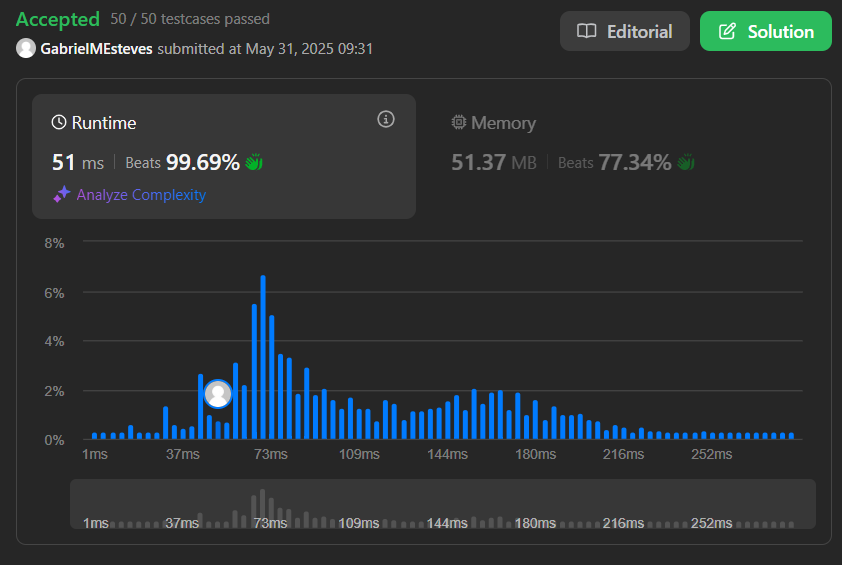 Accepted 50 / 50 testcases passed
GabrielMEsteves submitted at May 31, 2025 09:31
Editorial
Solution
Runtime
51 ms Beats 99.69%
Analyze Complexity
Memory
51.37 MB Beats 77.34%
8%
6%
4%
2%
0%
1ms 37ms 73ms 109ms 144ms 180ms 216ms 252ms
1ms 37ms 73ms 109ms 144ms 180ms 216ms 252ms